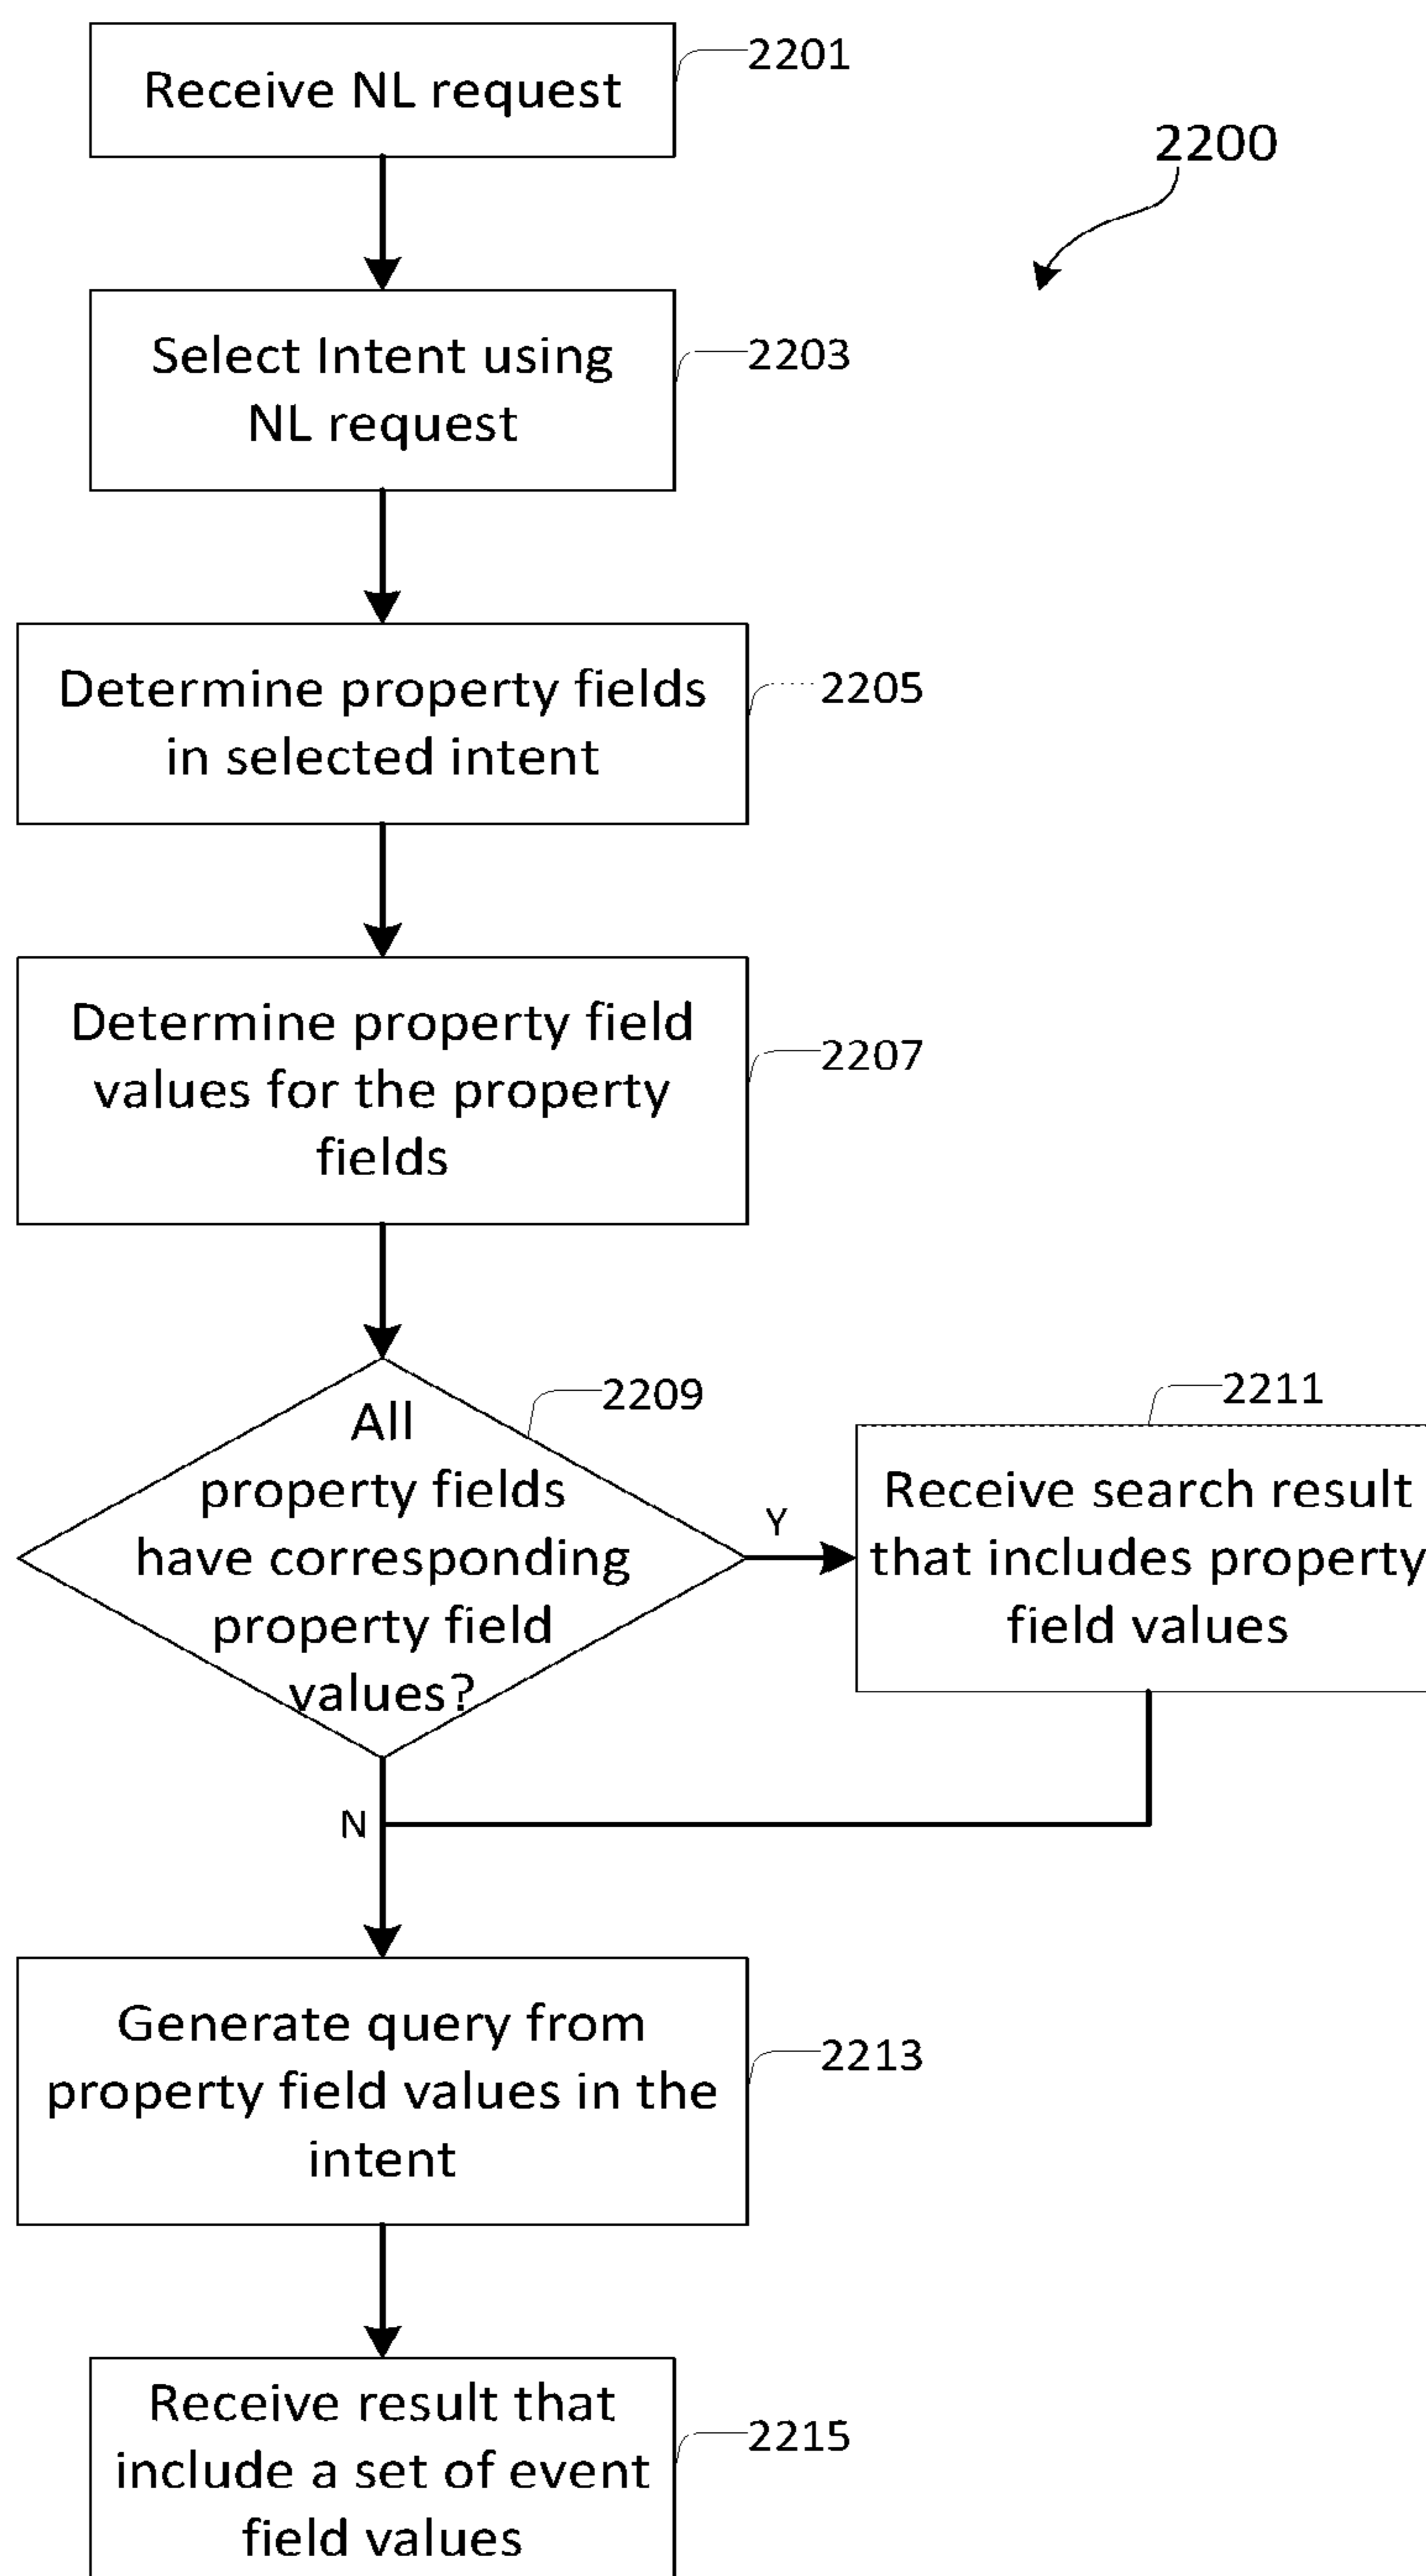 Receive NL request
2201
2200
Select Intent using
NL request
2203
Determine property fields
in selected intent
2205
Determine property field
values for the property
fields
2207
All
property fields
have corresponding
property field
values?
2209
Y
2211
Receive search result
that includes property
field values
N
Generate query from
property field values in the
intent
2213
Receive result that
include a set of event
field values
2215